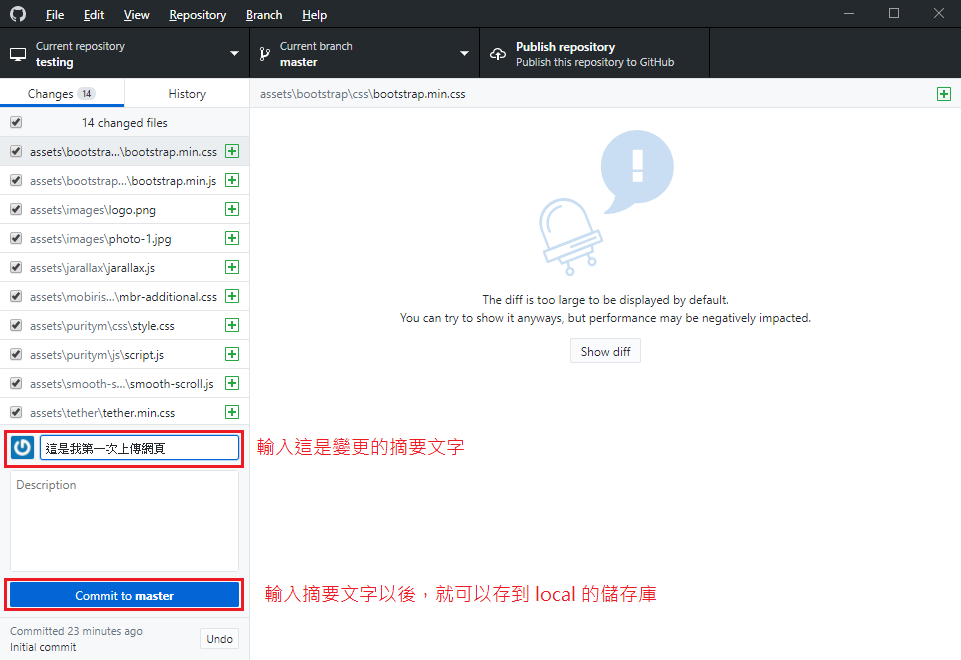 File Edit View Repository Branch Help
Current repository
testing
Current branch
master
Publish repository
Publish this repository to GitHub
Changes 14 History
14 changed files
assets\bootstra...\bootstrap.min.css
assets\bootstrap...\bootstrap.min.js
assets\images\logo.png
assets\images\photo-1.jpg
assets\jarallax\jarallax.js
assets\mobiris...\mbr-additional.css
assets\puritym\css\style.css
assets\puritym\js\script.js
assets\smooth-s...\smooth-scroll.js
assets\tether\tether.min.css
這是我第一次上傳網頁
Description
Commit to master
Committed 23 minutes ago
Initial commit
Undo
assets\bootstrap\css\bootstrap.min.css
The diff is too large to be displayed by default.
You can try to show it anyways, but performance may be negatively impacted.
Show diff
輸入這是變更的摘要文字
輸入摘要文字以後，就可以存到 local 的儲存庫